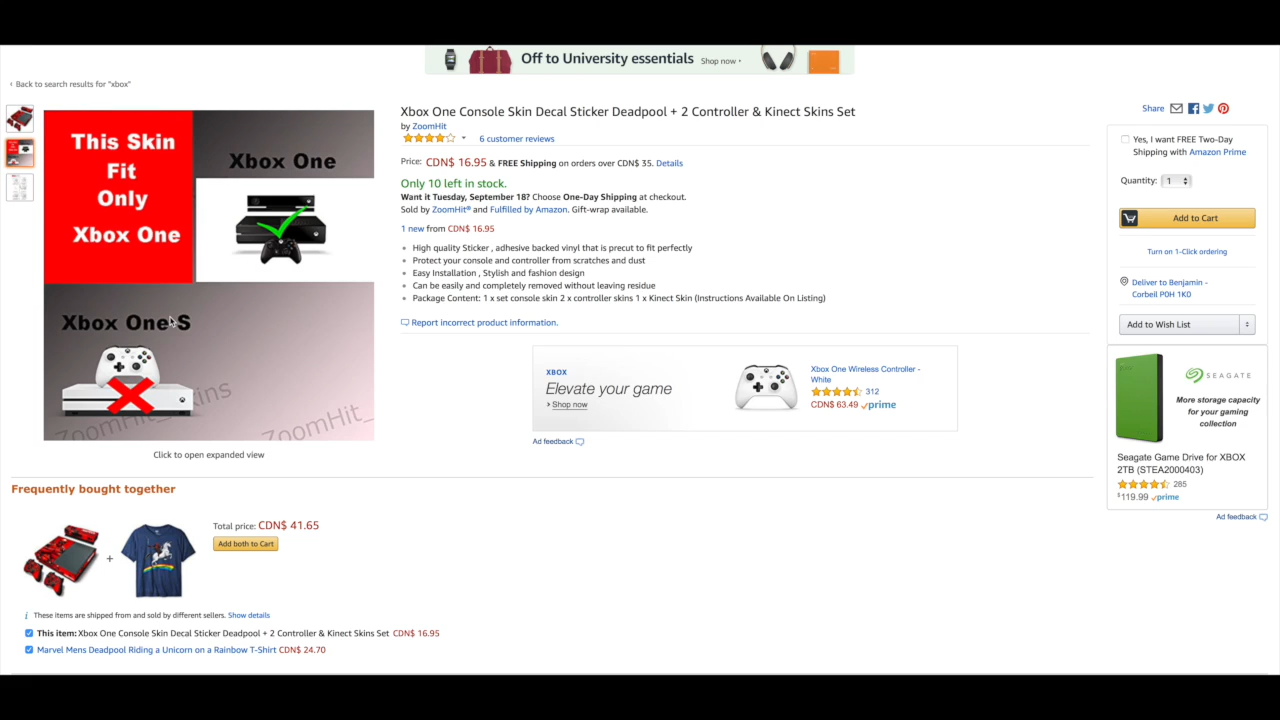 Off to University essentials Shop now ›
‹ Back to search results for "xbox"
This Skin
Fit
Only
Xbox One
Xbox One
Xbox One S
ZoomHit_Skins
ZoomHit_
Click to open expanded view
Xbox One Console Skin Decal Sticker Deadpool + 2 Controller & Kinect Skins Set
by ZoomHit
6 customer reviews
Price: CDN$ 16.95 & FREE Shipping on orders over CDN$ 35. Details
Only 10 left in stock.
Want it Tuesday, September 18? Choose One-Day Shipping at checkout.
Sold by ZoomHit® and Fulfilled by Amazon. Gift-wrap available.
1 new from CDN$ 16.95
High quality Sticker , adhesive backed vinyl that is precut to fit perfectly
Protect your console and controller from scratches and dust
Easy Installation , Stylish and fashion design
Can be easily and completely removed without leaving residue
Package Content: 1 x set console skin 2 x controller skins 1 x Kinect Skin (Instructions Available On Listing)
Report incorrect product information.
XBOX
Elevate your game
› Shop now
Xbox One Wireless Controller -
White
312
CDN$ 63.49 prime
Ad feedback
Share
Yes, I want FREE Two-Day
Shipping with Amazon Prime
Quantity: 1
Add to Cart
Turn on 1-Click ordering
Deliver to Benjamin -
Corbeil P0H 1K0
Add to Wish List
SEAGATE
More storage capacity
for your gaming
collection
Seagate Game Drive for XBOX
2TB (STEA2000403)
285
$119.99 prime
Ad feedback
Frequently bought together
+
Total price: CDN$ 41.65
Add both to Cart
i These items are shipped from and sold by different sellers. Show details
This item: Xbox One Console Skin Decal Sticker Deadpool + 2 Controller & Kinect Skins Set CDN$ 16.95
Marvel Mens Deadpool Riding a Unicorn on a Rainbow T-Shirt CDN$ 24.70